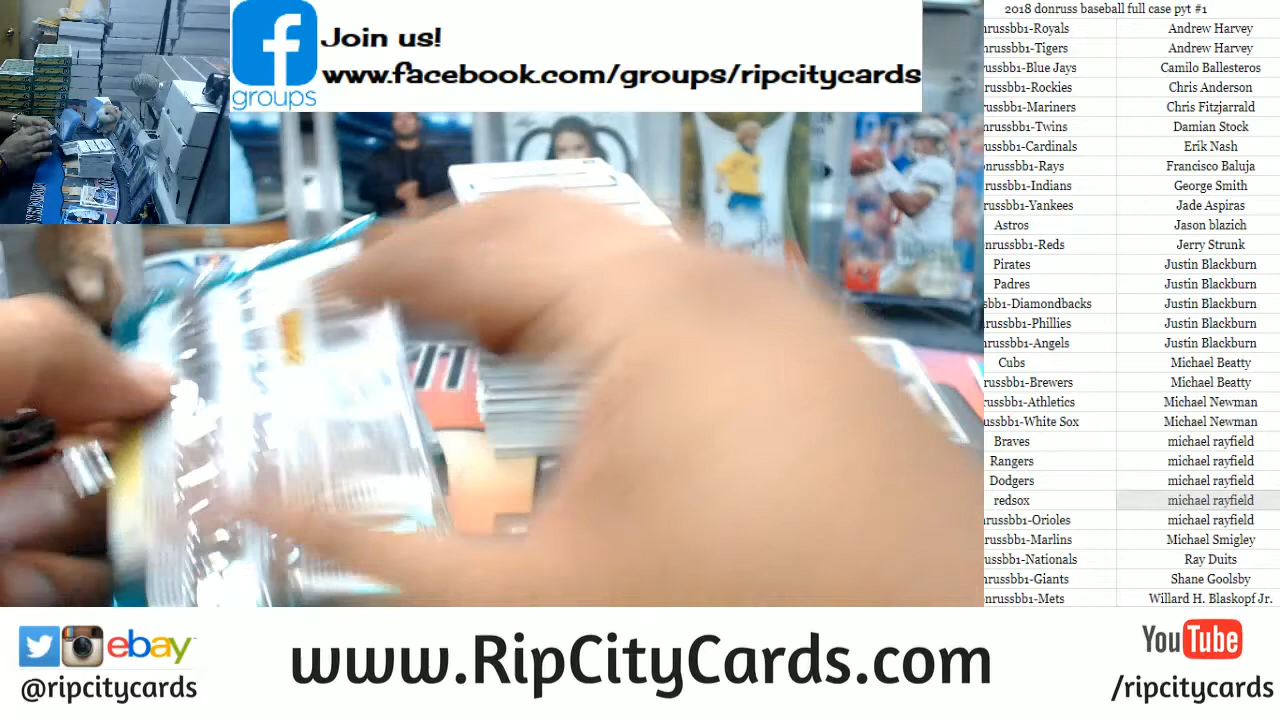 Join us!
www.facebook.com/groups/ripcitycards
groups
2018 donruss baseball full case pyt #1
nrussbb1-Royals Andrew Harvey
nrussbb1-Tigers Andrew Harvey
russbb1-Blue Jays Camilo Ballesteros
russbb1-Rockies Chris Anderson
russbb1-Mariners Chris Fitzjarrald
nrussbb1-Twins Damian Stock
russbb1-Cardinals Erik Nash
onrussbb1-Rays Francisco Baluja
russbb1-Indians George Smith
russbb1-Yankees Jade Aspiras
Astros Jason blazich
onrussbb1-Reds Jerry Strunk
Pirates Justin Blackburn
Padres Justin Blackburn
sbb1-Diamondbacks Justin Blackburn
russbb1-Phillies Justin Blackburn
nrussbb1-Angels Justin Blackburn
Cubs Michael Beatty
russbb1-Brewers Michael Beatty
russbb1-Athletics Michael Newman
russbb1-White Sox Michael Newman
Braves michael rayfield
Rangers michael rayfield
Dodgers michael rayfield
redsox michael rayfield
russbb1-Orioles michael rayfield
russbb1-Marlins Michael Smigley
ussbb1-Nationals Ray Duits
nrussbb1-Giants Shane Goolsby
onrussbb1-Mets Willard H. Blaskopf Jr.
ebay
@ripcitycards
www.RipCityCards.com
YouTube
/ripcitycards